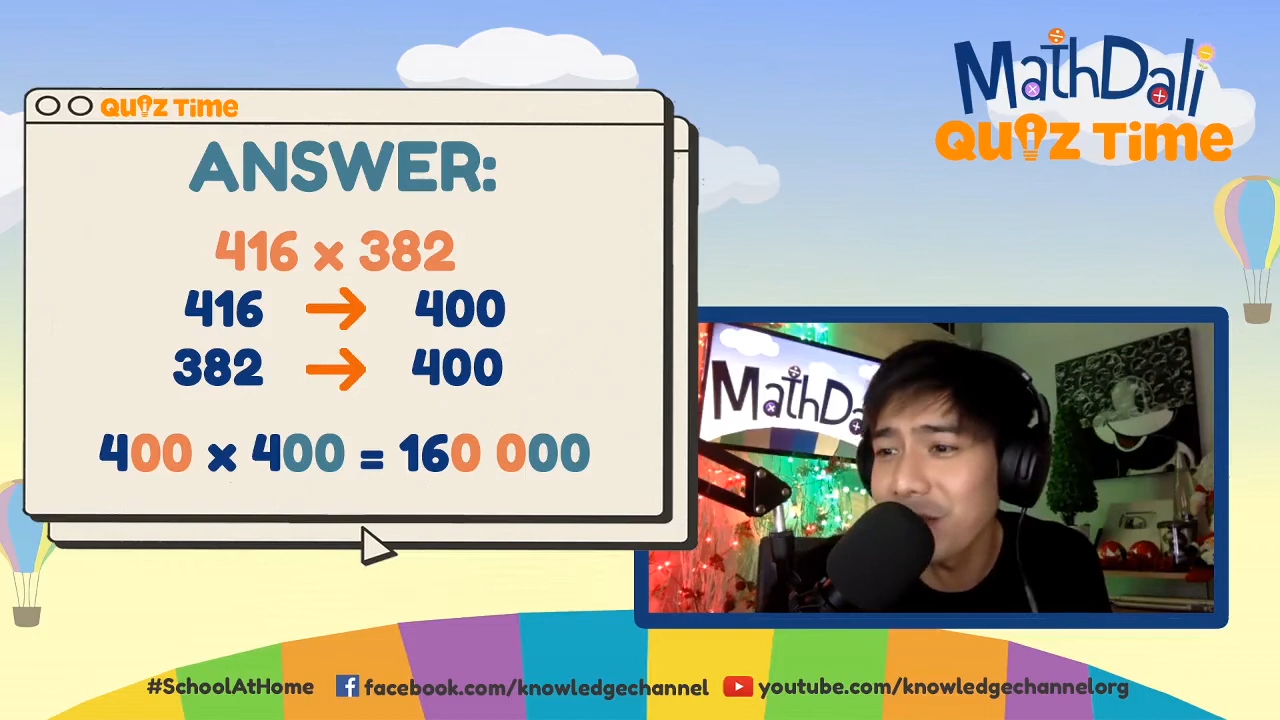 MathDali
QUIZ TIME
QUIZ TIME
ANSWER:
416 x 382
416 → 400
382 → 400
400 x 400 = 160 000
MathDa
#SchoolAtHome facebook.com/knowledgechannel youtube.com/knowledgechannelorg